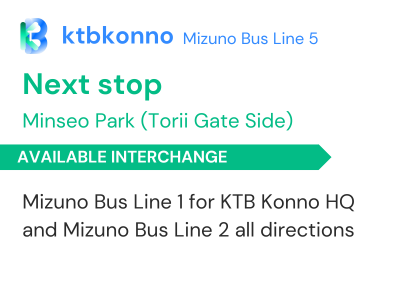 ktbkonno Mizuno Bus Line 5
Next stop
Minseo Park (Torii Gate Side)
AVAILABLE INTERCHANGE
Mizuno Bus Line 1 for KTB Konno HQ
and Mizuno Bus Line 2 all directions